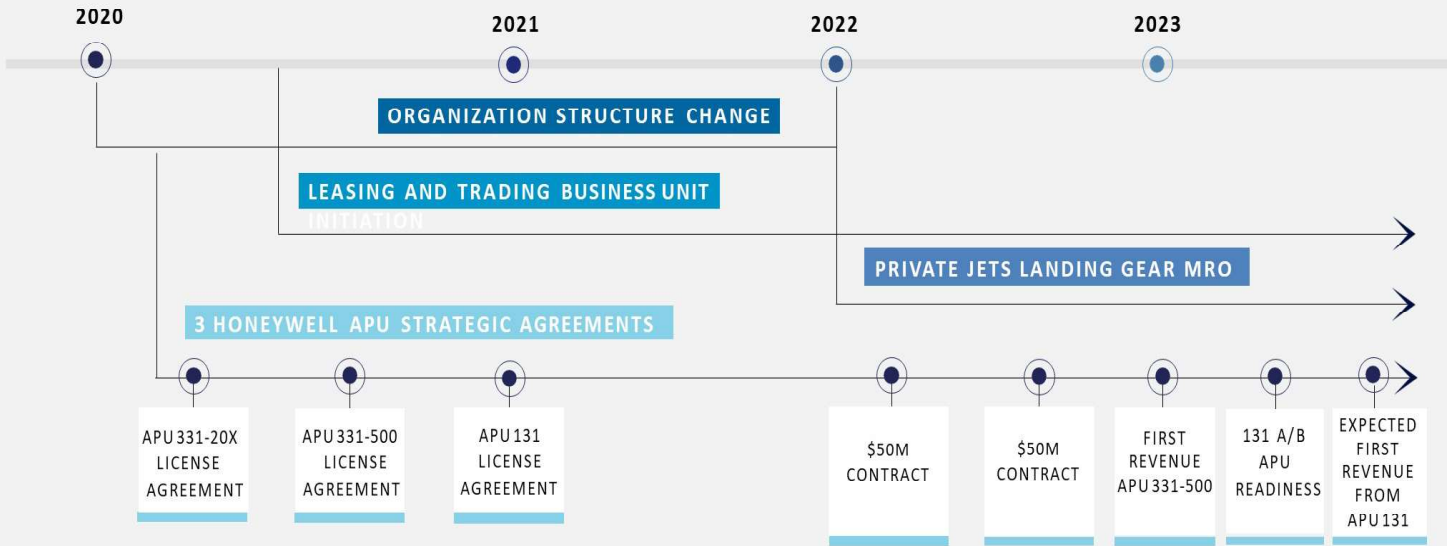 2020
2021
2022
2023
ORGANIZATION STRUCTURE CHANGE
LEASING AND TRADING BUSINESS UNIT
INITIATION
PRIVATE JETS LANDING GEAR MRO
3 HONEYWELL APU STRATEGIC AGREEMENTS
APU 331-20X
LICENSE
AGREEMENT
APU 331-500
LICENSE
AGREEMENT
APU 131
LICENSE
AGREEMENT
$50M
CONTRACT
$50M
CONTRACT
FIRST
REVENUE
APU 331-500
131 A/B
APU
READINESS
EXPECTED
FIRST
REVENUE
FROM
APU 131